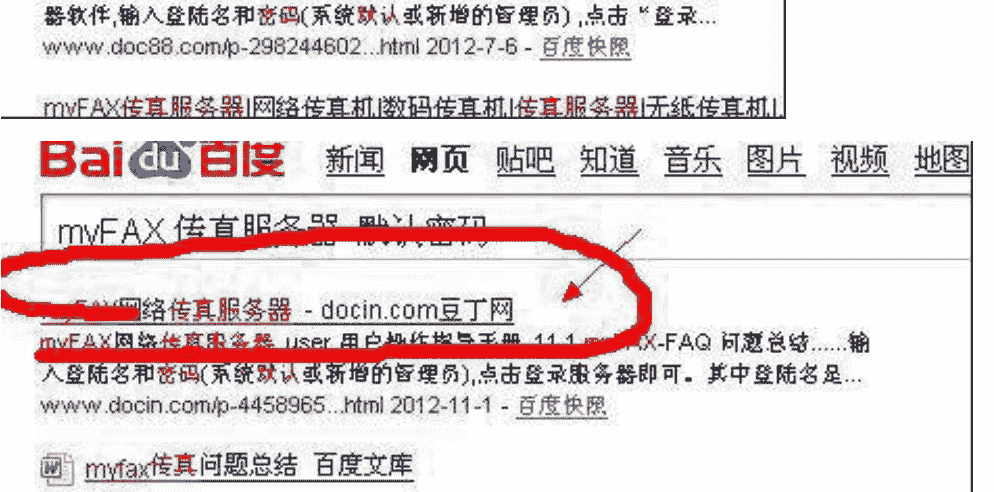 器软件,输入登陆名和密码(系统默认或新增的管理员),点击“登录...
www.doc88.com/p-298244602...html 2012-7-6 - 百度快照
myFAX传真服务器|网络传真机|数码传真机|传真服务器|无纸传真机|.
Bai du 百度 新闻 网页 贴吧 知道 音乐 图片 视频 地图
myFAX 传真服务器 默认密码
myFAX网络传真服务器 - docin.com豆丁网
myFAX网络传真服务器 user 用户操作指导手册 11.1 myFAX-FAQ 问题总结......输
入登陆名和密码(系统默认或新增的管理员),点击登录服务器即可。其中登陆名是...
www.docin.com/p-4458965...html 2012-11-1 - 百度快照
myfax传真问题总结 百度文库